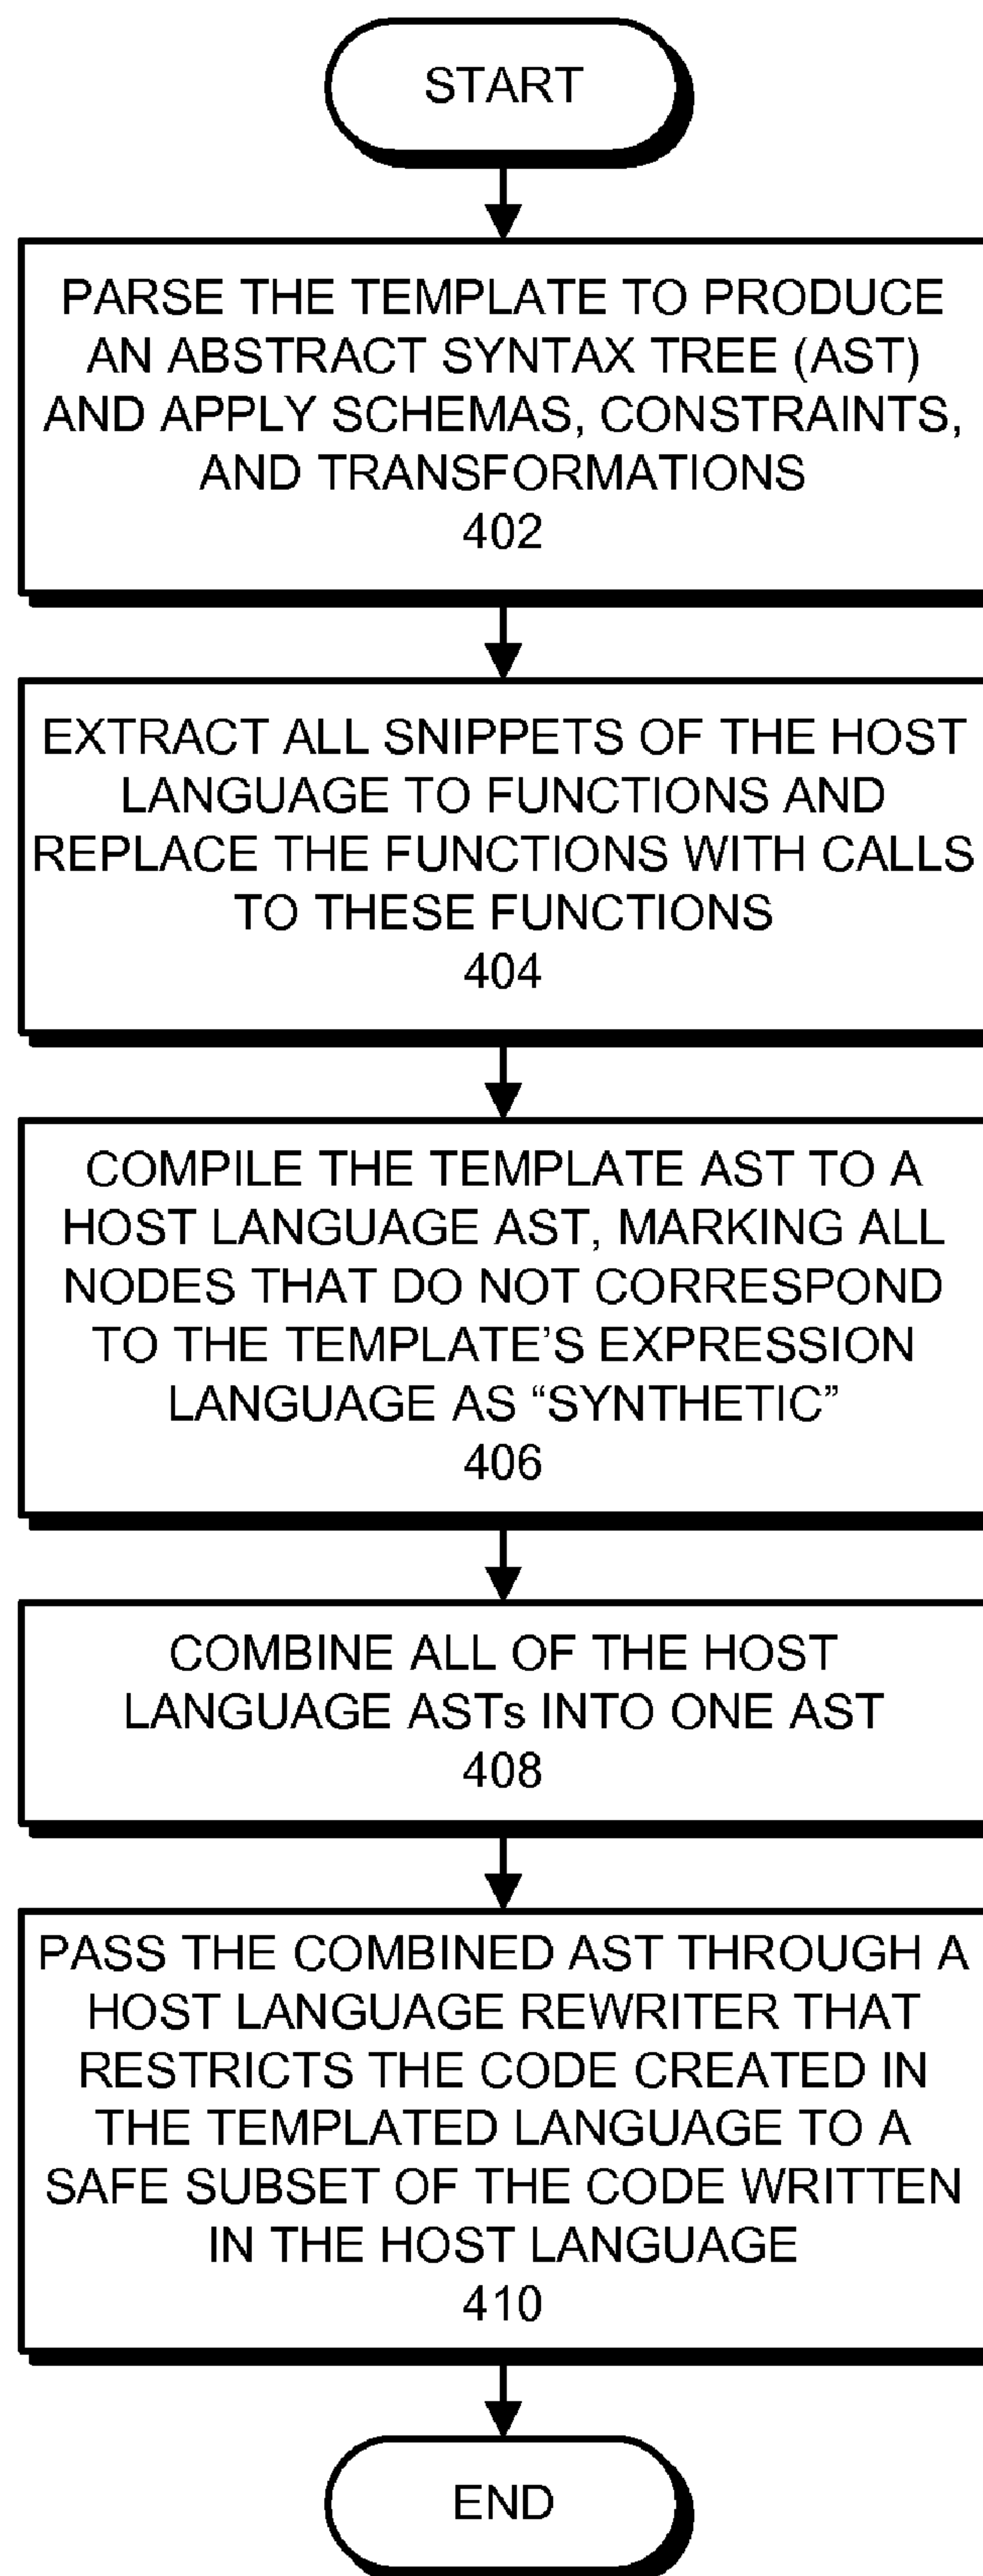 START
PARSE THE TEMPLATE TO PRODUCE
AN ABSTRACT SYNTAX TREE (AST)
AND APPLY SCHEMAS, CONSTRAINTS,
AND TRANSFORMATIONS
402
EXTRACT ALL SNIPPETS OF THE HOST
LANGUAGE TO FUNCTIONS AND
REPLACE THE FUNCTIONS WITH CALLS
TO THESE FUNCTIONS
404
COMPILE THE TEMPLATE AST TO A
HOST LANGUAGE AST, MARKING ALL
NODES THAT DO NOT CORRESPOND
TO THE TEMPLATE’S EXPRESSION
LANGUAGE AS “SYNTHETIC”
406
COMBINE ALL OF THE HOST
LANGUAGE ASTs INTO ONE AST
408
PASS THE COMBINED AST THROUGH A
HOST LANGUAGE REWRITER THAT
RESTRICTS THE CODE CREATED IN
THE TEMPLATED LANGUAGE TO A
SAFE SUBSET OF THE CODE WRITTEN
IN THE HOST LANGUAGE
410
END